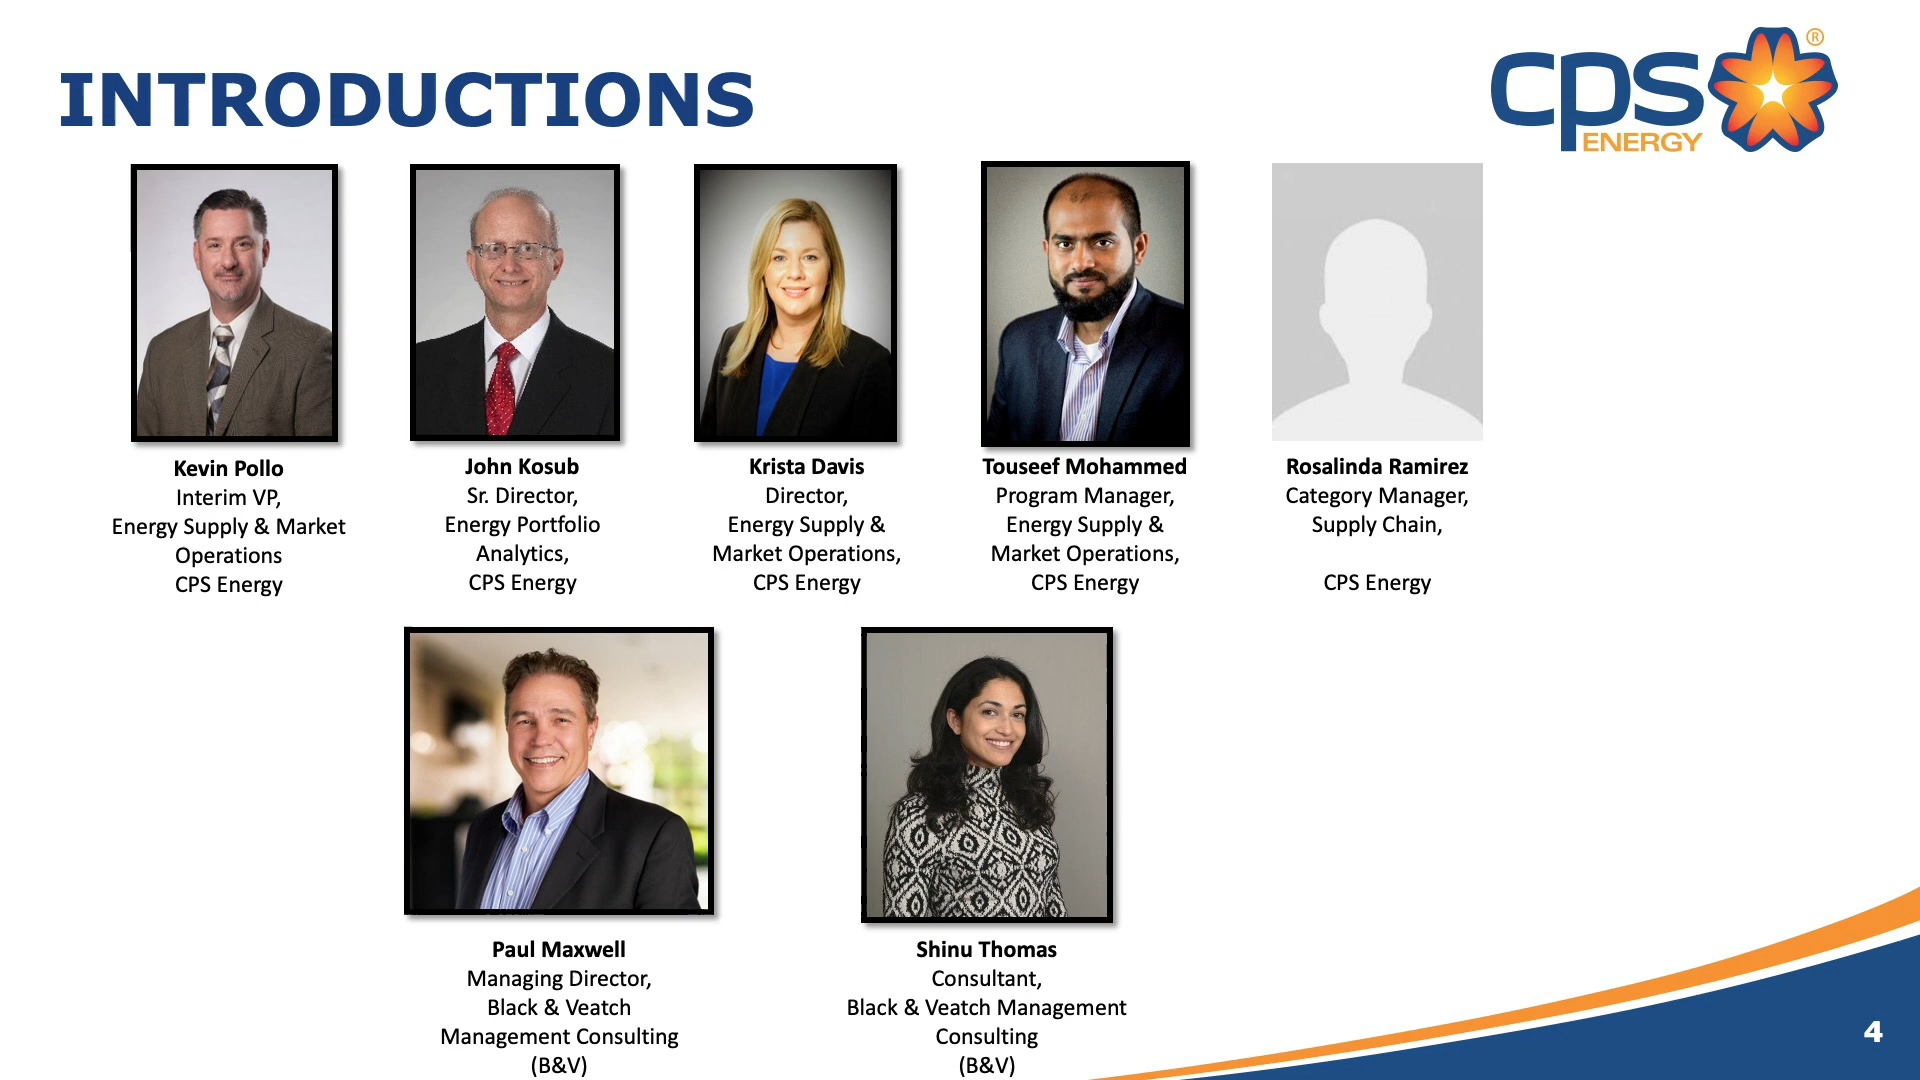 INTRODUCTIONS
cps
ENERGY
®
Kevin Pollo
Interim VP,
Energy Supply & Market
Operations
CPS Energy
John Kosub
Sr. Director,
Energy Portfolio
Analytics,
CPS Energy
Krista Davis
Director,
Energy Supply &
Market Operations,
CPS Energy
Touseef Mohammed
Program Manager,
Energy Supply &
Market Operations,
CPS Energy
Rosalinda Ramirez
Category Manager,
Supply Chain,
CPS Energy
Paul Maxwell
Managing Director,
Black & Veatch
Management Consulting
(B&V)
Shinu Thomas
Consultant,
Black & Veatch Management
Consulting
(B&V)
4